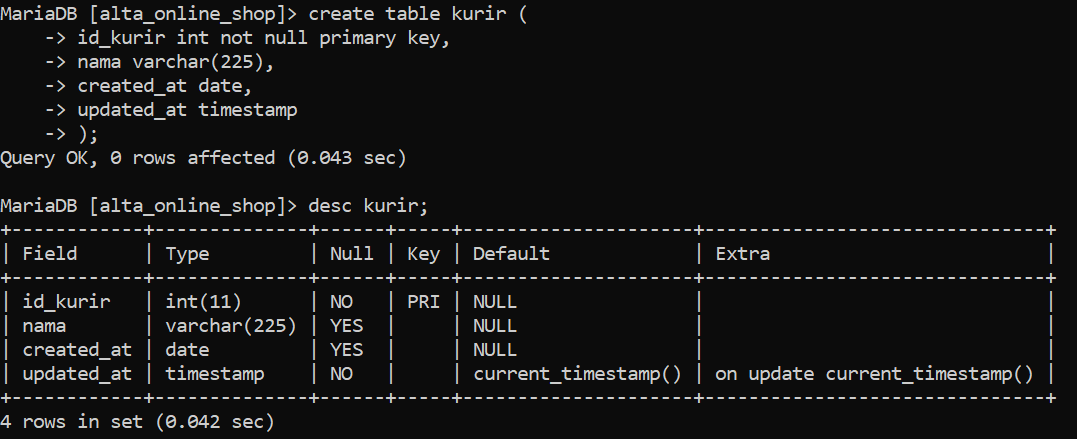 MariaDB [alta_online_shop]> create table kurir (
    -> id_kurir int not null primary key,
    -> nama varchar(225),
    -> created_at date,
    -> updated_at timestamp
    -> );
Query OK, 0 rows affected (0.043 sec)

MariaDB [alta_online_shop]> desc kurir;
+------------+--------------+------+-----+---------------------+-------------------------------+
| Field      | Type         | Null | Key | Default             | Extra                         |
+------------+--------------+------+-----+---------------------+-------------------------------+
| id_kurir   | int(11)      | NO   | PRI | NULL                |                               |
| nama       | varchar(225) | YES  |     | NULL                |                               |
| created_at | date         | YES  |     | NULL                |                               |
| updated_at | timestamp    | NO   |     | current_timestamp() | on update current_timestamp() |
+------------+--------------+------+-----+---------------------+-------------------------------+
4 rows in set (0.042 sec)